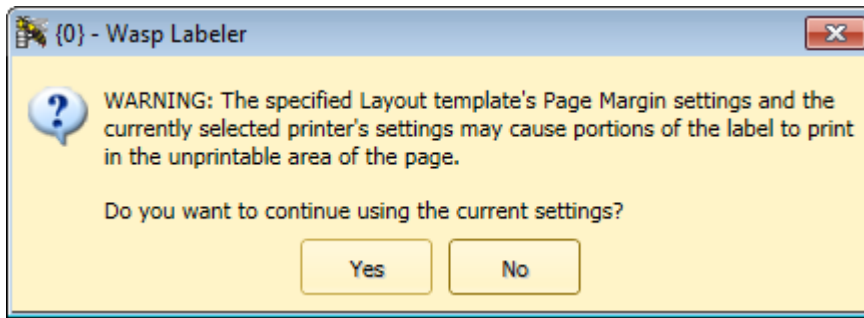 {0} - Wasp Labeler
WARNING: The specified Layout template's Page Margin settings and the
currently selected printer's settings may cause portions of the label to print
in the unprintable area of the page.
Do you want to continue using the current settings?
Yes
No